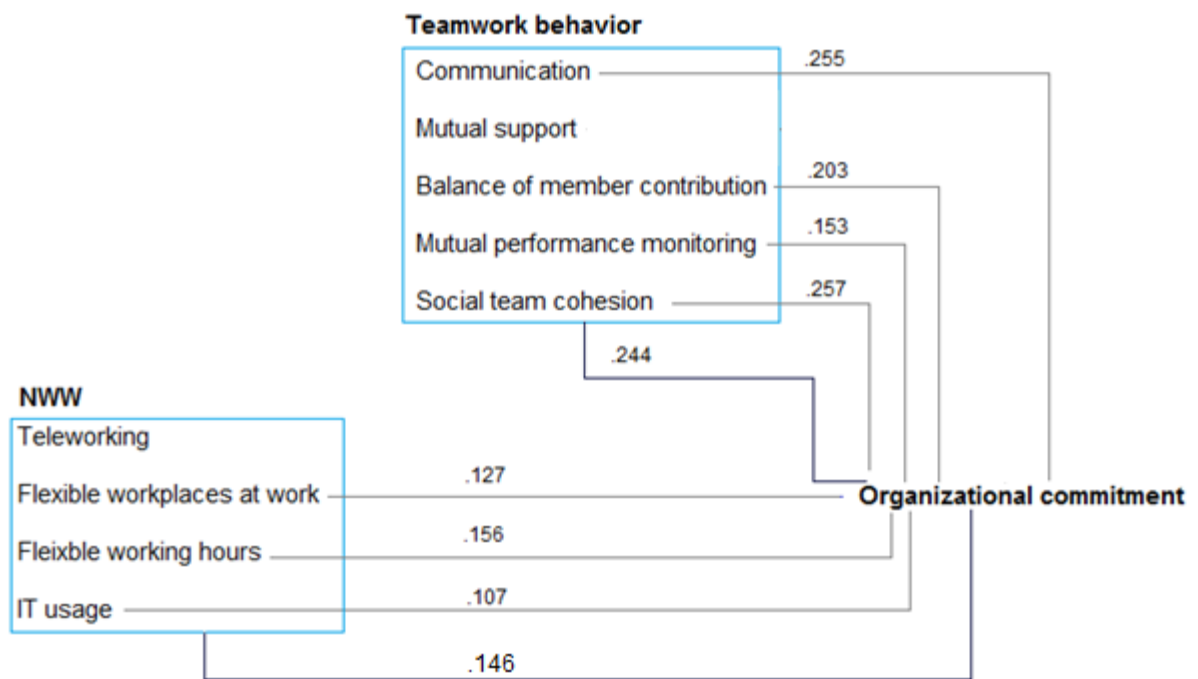 Teamwork behavior
Communication
.255
Mutual support
Balance of member contribution
.203
Mutual performance monitoring
.153
Social team cohesion
.257
.244
NWW
Teleworking
Flexible workplaces at work
.127
Organizational commitment
Fleixble working hours
.156
IT usage
.107
.146